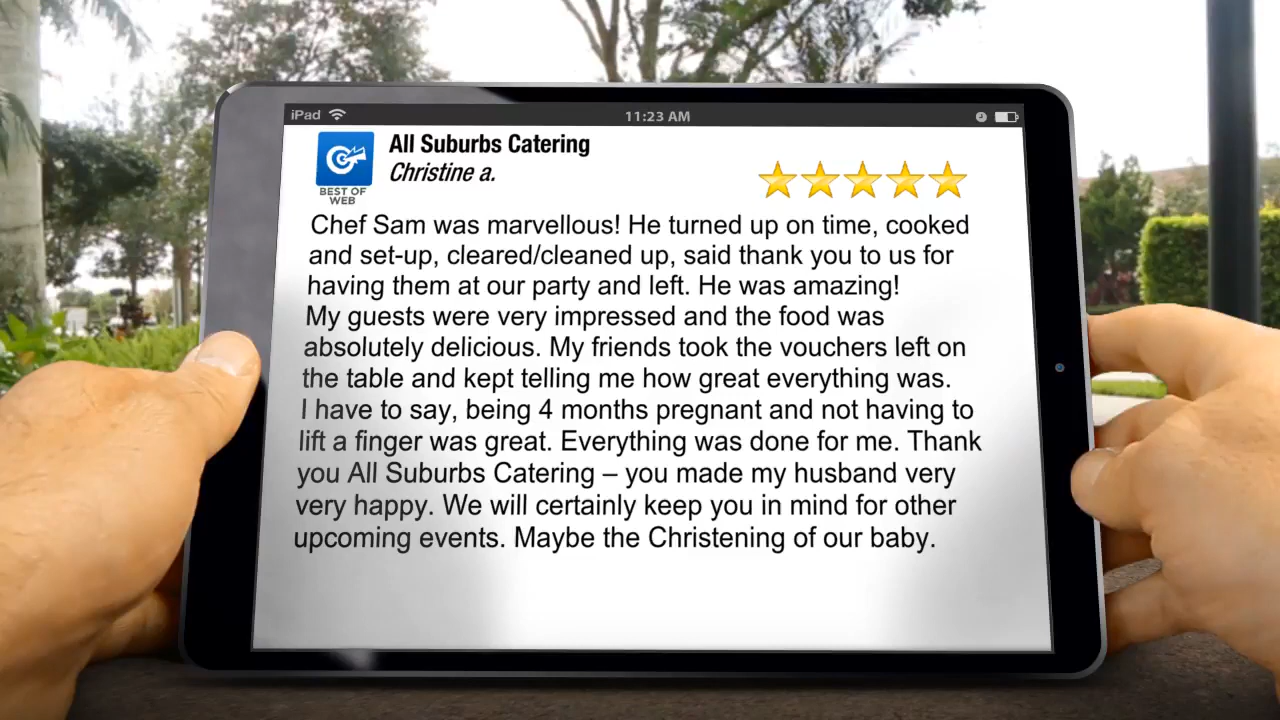 iPad
11:23 AM
All Suburbs Catering
Christine a.
BEST OF
WEB
Chef Sam was marvellous! He turned up on time, cooked
and set-up, cleared/cleaned up, said thank you to us for
having them at our party and left. He was amazing!
My guests were very impressed and the food was
absolutely delicious. My friends took the vouchers left on
the table and kept telling me how great everything was.
I have to say, being 4 months pregnant and not having to
lift a finger was great. Everything was done for me. Thank
you All Suburbs Catering – you made my husband very
very happy. We will certainly keep you in mind for other
upcoming events. Maybe the Christening of our baby.